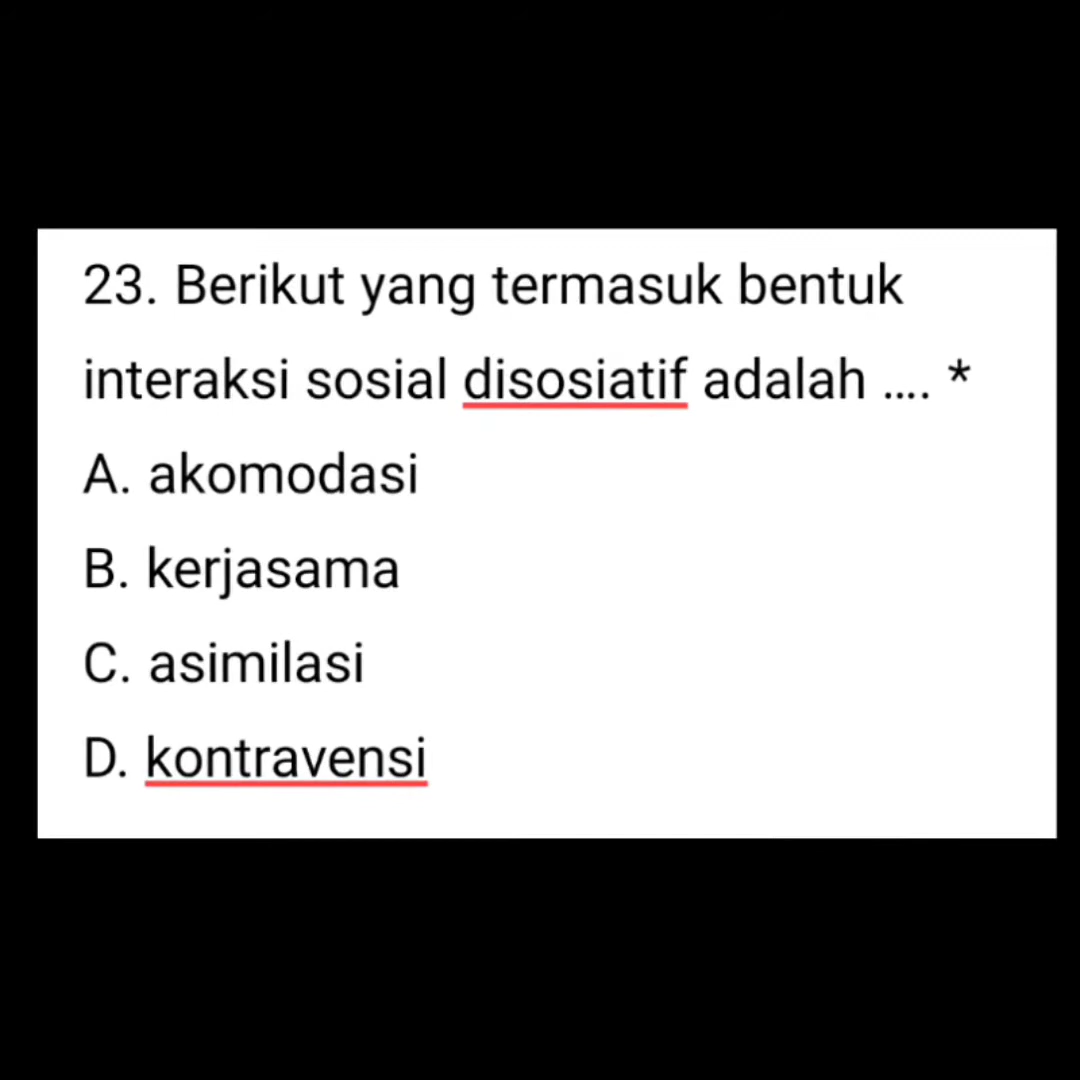 23. Berikut yang termasuk bentuk
interaksi sosial disosiatif adalah .... *
A. akomodasi
B. kerjasama
C. asimilasi
D. kontravensi